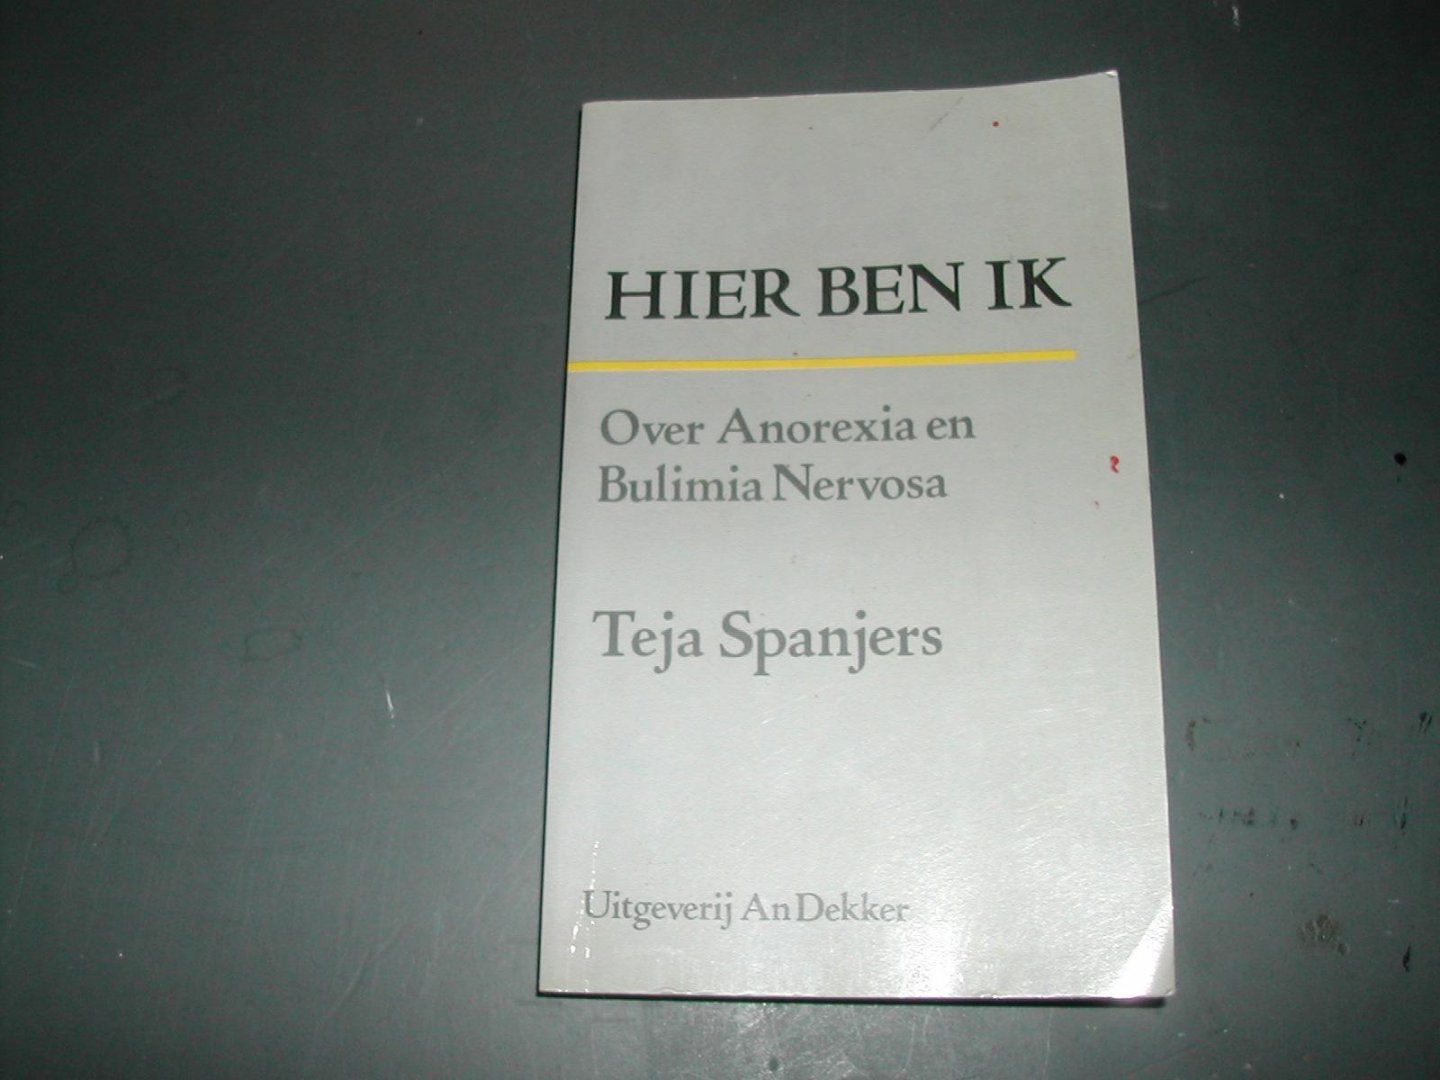 HIER BEN IK
Over Anorexia en
Bulimia Nervosa
Teja Spanjers
Uitgeverij An Dekker